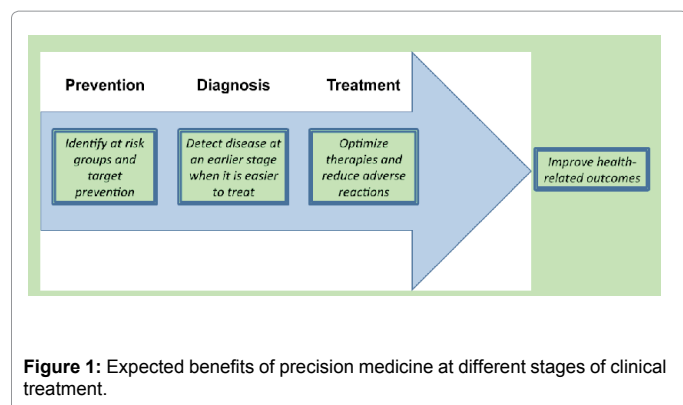 Prevention
Diagnosis
Treatment
Identify at risk
groups and
target
prevention
Detect disease at
an earlier stage
when it is easier
to treat
Optimize
therapies and
reduce adverse
reactions
Improve health-
related outcomes
Figure 1: Expected benefits of precision medicine at different stages of clinical
treatment.